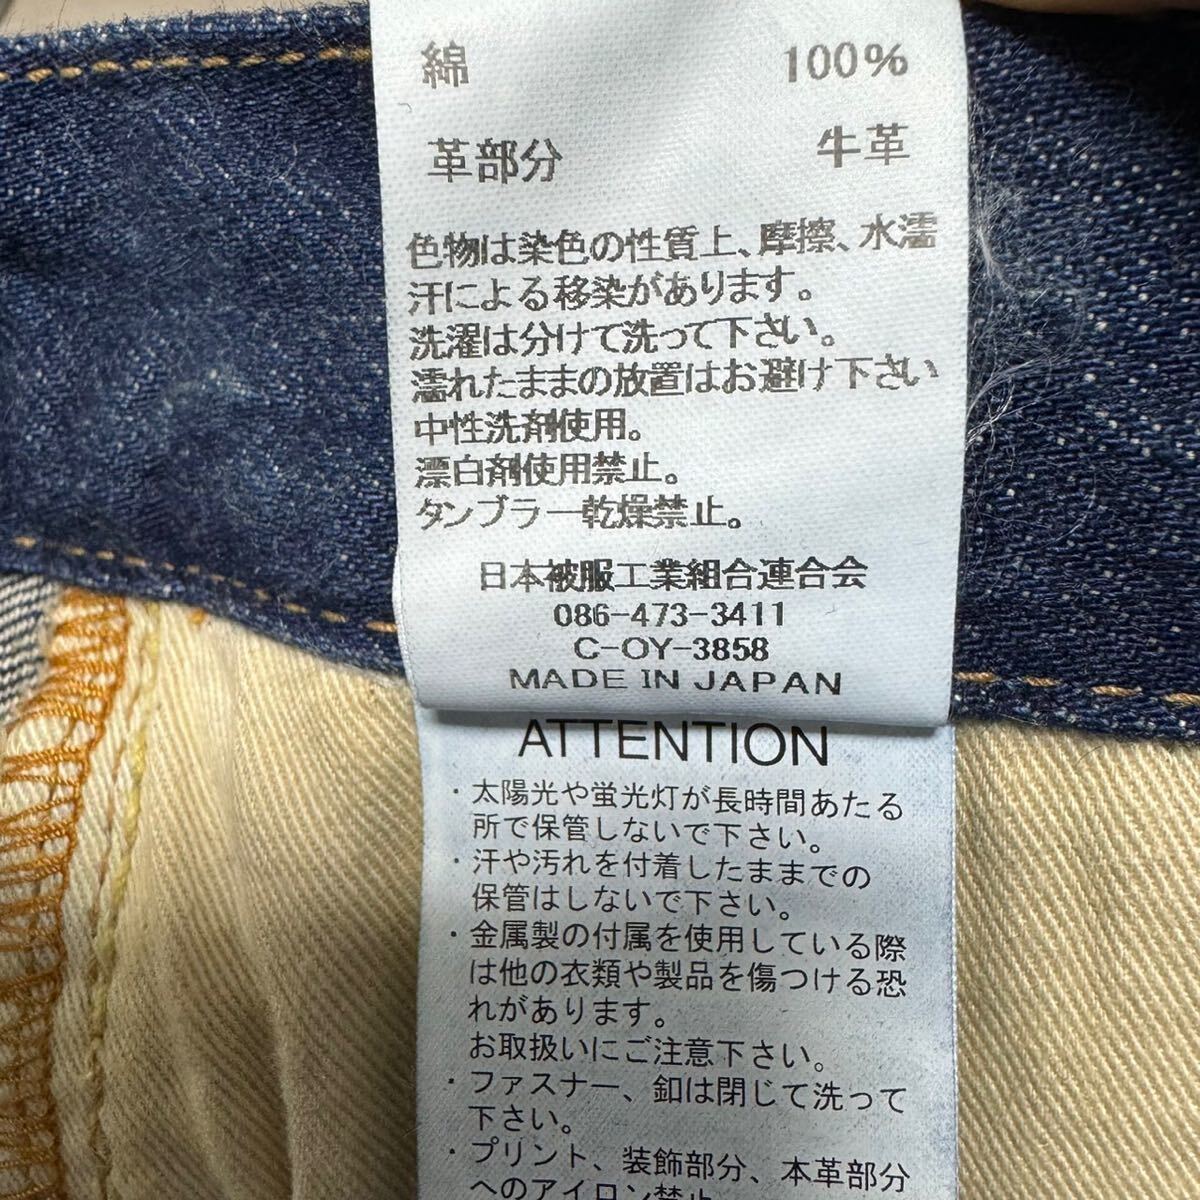 綿 100%
革部分 牛革
色物は染色の性質上、摩擦、水濡
汗による移染があります。
洗濯は分けて洗って下さい。
濡れたままの放置はお避け下さい
中性洗剤使用。
漂白剤使用禁止。
タンブラー乾燥禁止。
日本被服工業組合連合会
086-473-3411
C-OY-3858
MADE IN JAPAN
ATTENTION
・太陽光や蛍光灯が長時間あたる
所で保管しないで下さい。
・汗や汚れを付着したままでの
保管はしないで下さい。
・金属製の付属を使用している際
は他の衣類や製品を傷つける恐
れがあります。
お取扱いにご注意下さい。
・ファスナー、釦は閉じて洗って
下さい。
・プリント、装飾部分、本革部分
へのアイロン禁止